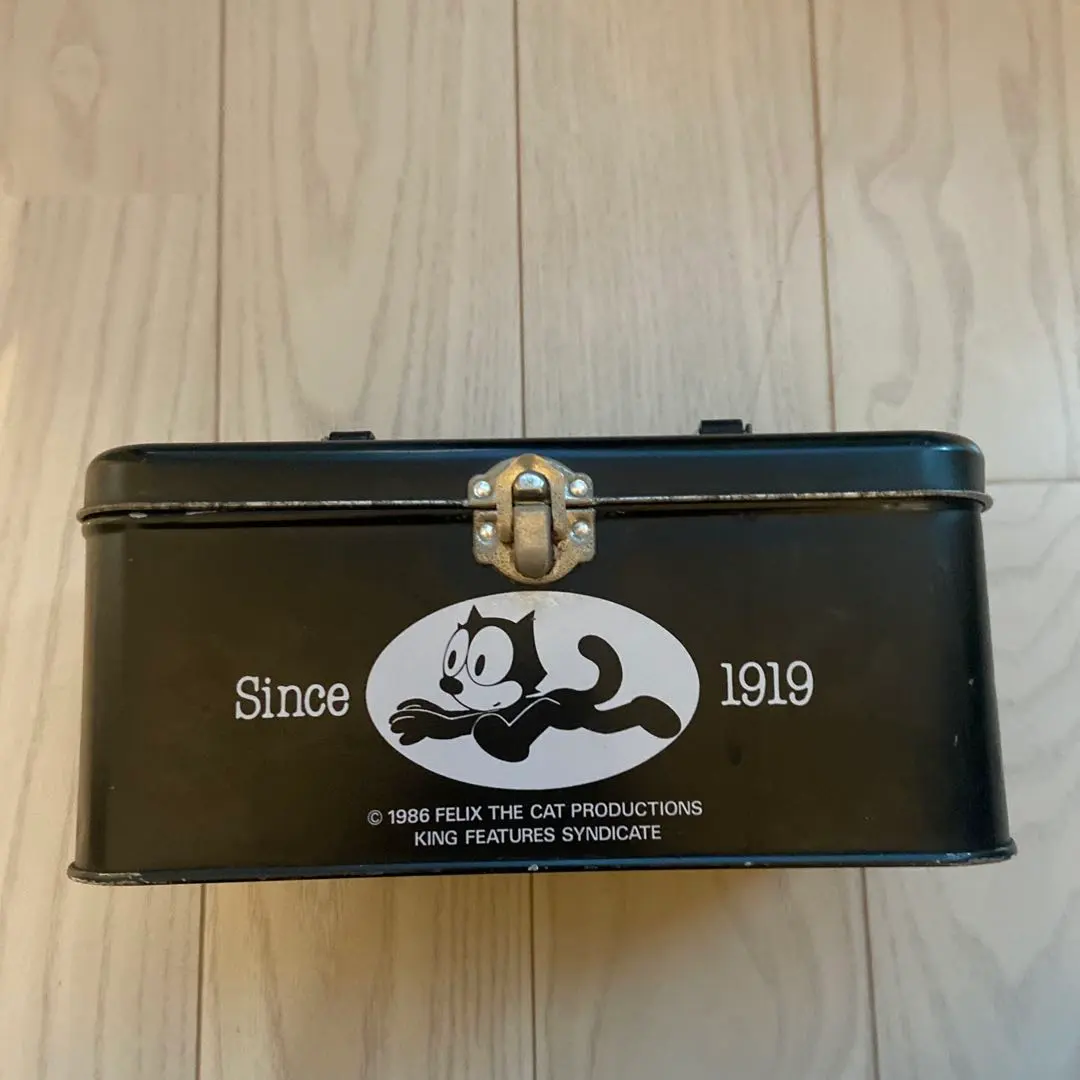 Since 1919
© 1986 FELIX THE CAT PRODUCTIONS
KING FEATURES SYNDICATE